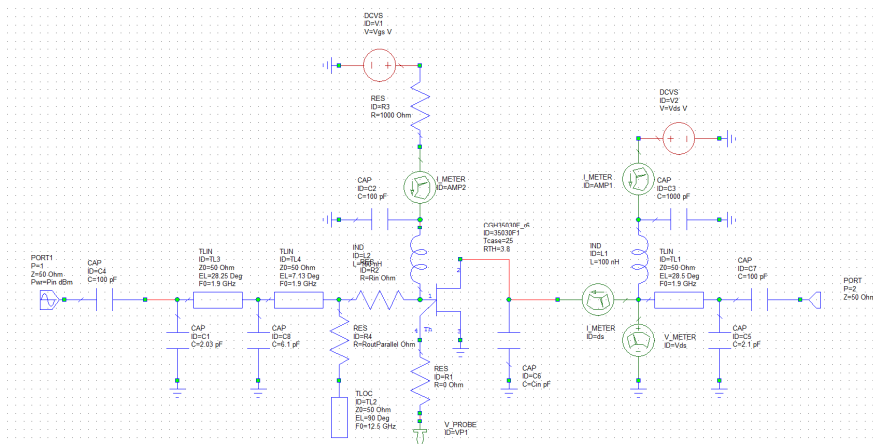 DCVS
ID=V1
V=Vgs V
RES
ID=R3
R=1000 Ohm
DCVS
ID=V2
V=Vds V
I_METER
ID=AMP2
CAP
ID=C2
C=100 pF
I_METER
ID=AMP1
CAP
ID=C3
C=1000 pF
CGH35030F_r6
ID=35030F1
Tcase=25
RTH=3.8
PORT1
P=1
Z=50 Ohm
Pwr=Pin dBm
CAP
ID=C4
C=100 pF
TLIN
ID=TL3
Z0=50 Ohm
EL=28.25 Deg
F0=1.9 GHz
TLIN
ID=TL4
Z0=50 Ohm
EL=7.13 Deg
F0=1.9 GHz
IND
ID=L2
ID=R2
R=Rin Ohm
IND
ID=L1
L=100 nH
TLIN
ID=TL1
Z0=50 Ohm
EL=28.5 Deg
F0=1.9 GHz
CAP
ID=C7
C=100 pF
PORT
P=2
Z=50 Ohm
1
2
3
4
CAP
ID=C1
C=2.03 pF
CAP
ID=C8
C=6.1 pF
RES
ID=R4
R=RoutParallel Ohm
I_METER
ID=ds
V_METER
ID=Vds
CAP
ID=C5
C=2.1 pF
RES
ID=R1
R=0 Ohm
CAP
ID=C6
C=Cin pF
TLOC
ID=TL2
Z0=50 Ohm
EL=90 Deg
F0=12.5 GHz
V_PROBE
ID=VP1